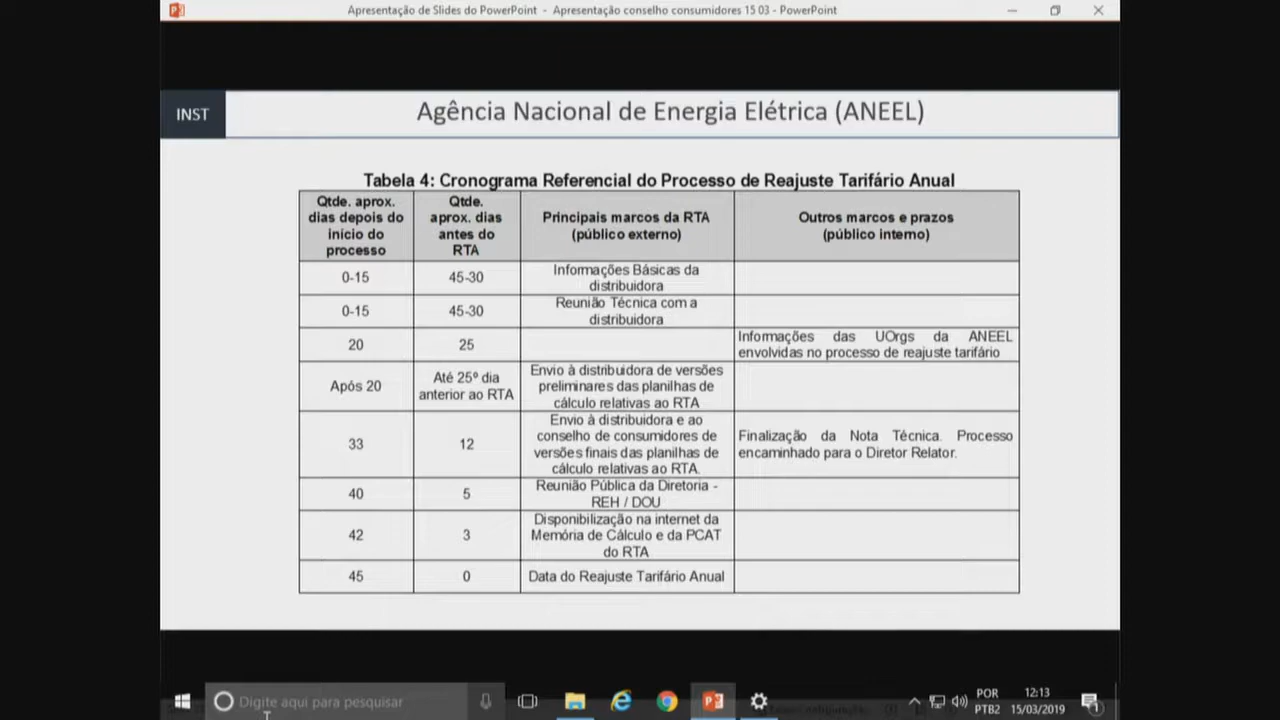 Apresentação de Slides do PowerPoint - Apresentação conselho consumidores 15 03 - PowerPoint
INST
Agência Nacional de Energia Elétrica (ANEEL)
Tabela 4: Cronograma Referencial do Processo de Reajuste Tarifário Anual
Qtde. aprox.
dias depois do
início do
processo
Qtde.
aprox. dias
antes do
RTA
Principais marcos da RTA
(público externo)
Outros marcos e prazos
(público interno)
0-15
45-30
Informações Básicas da
distribuidora
0-15
45-30
Reunião Técnica com a
distribuidora
20
25
Informações das UOrgs da ANEEL
envolvidas no processo de reajuste tarifário
Após 20
Até 25º dia
anterior ao RTA
Envio à distribuidora de versões
preliminares das planilhas de
cálculo relativas ao RTA
33
12
Envio à distribuidora e ao
conselho de consumidores de
versões finais das planilhas de
cálculo relativas ao RTA.
Finalização da Nota Técnica. Processo
encaminhado para o Diretor Relator.
40
5
Reunião Pública da Diretoria -
REH / DOU
42
3
Disponibilização na internet da
Memória de Cálculo e da PCAT
do RTA
45
0
Data do Reajuste Tarifário Anual
Digite aqui para pesquisar
POR
PTB2
12:13
15/03/2019
1